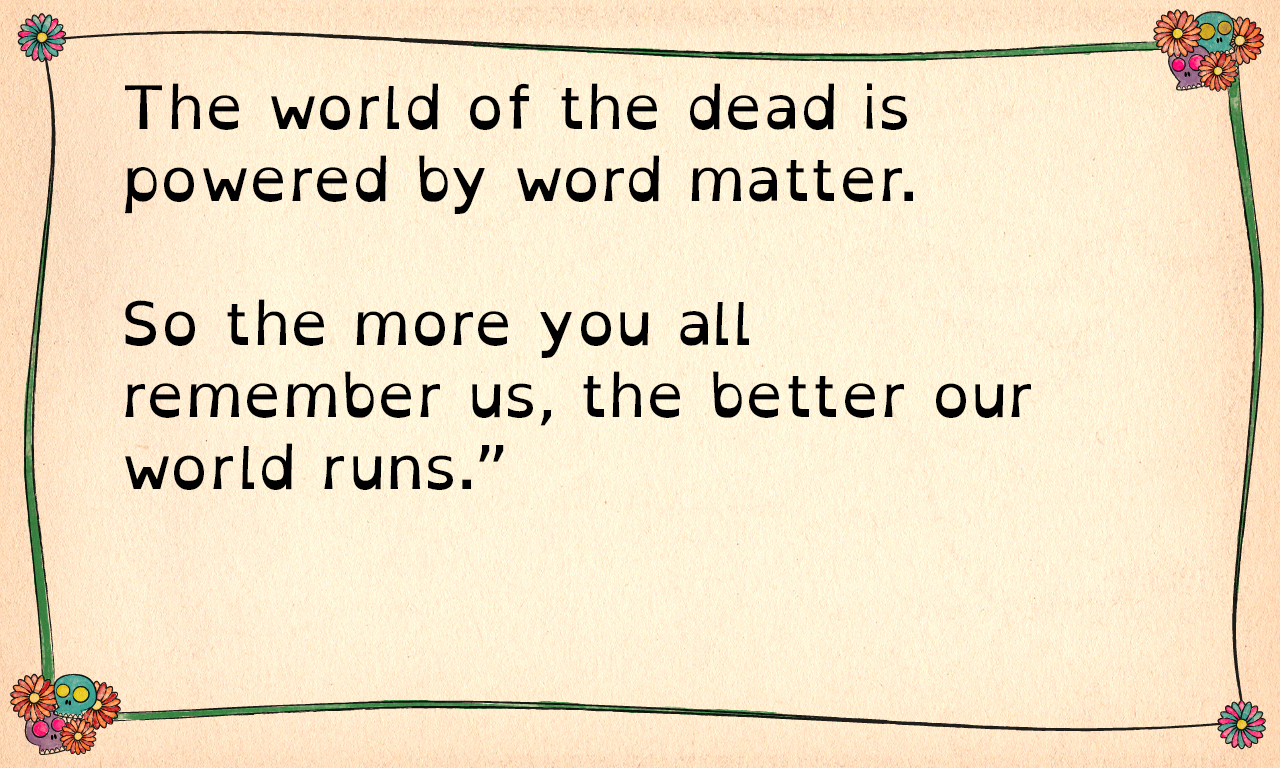 The world of the dead is
powered by word matter.
So the more you all
remember us, the better our
world runs.”